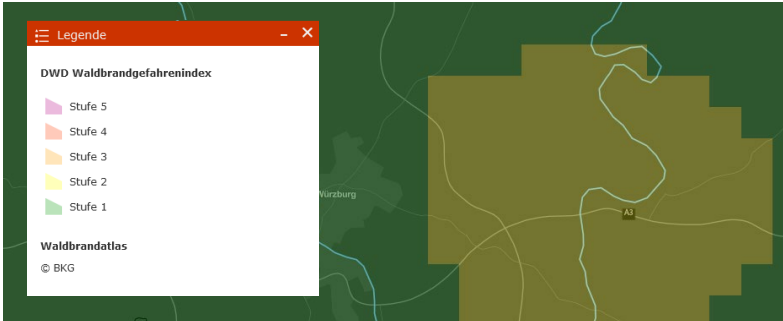 Legende
DWD Waldbrandgefahrenindex
Stufe 5
Stufe 4
Stufe 3
Stufe 2
Stufe 1
Waldbrandatlas
© BKG
Würzburg
A3